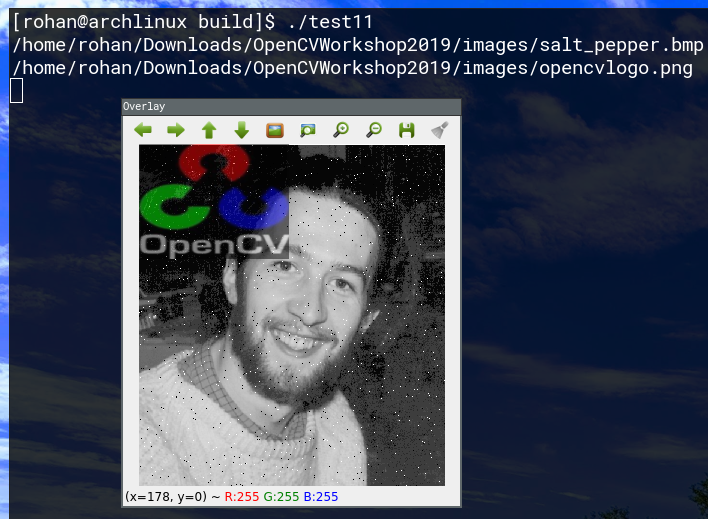 [rohan@archlinux build]$ ./test11
/home/rohan/Downloads/OpenCVWorkshop2019/images/salt_pepper.bmp
/home/rohan/Downloads/OpenCVWorkshop2019/images/opencvlogo.png
Overlay
OpenCV
(x=178, y=0) ~ R:255 G:255 B:255